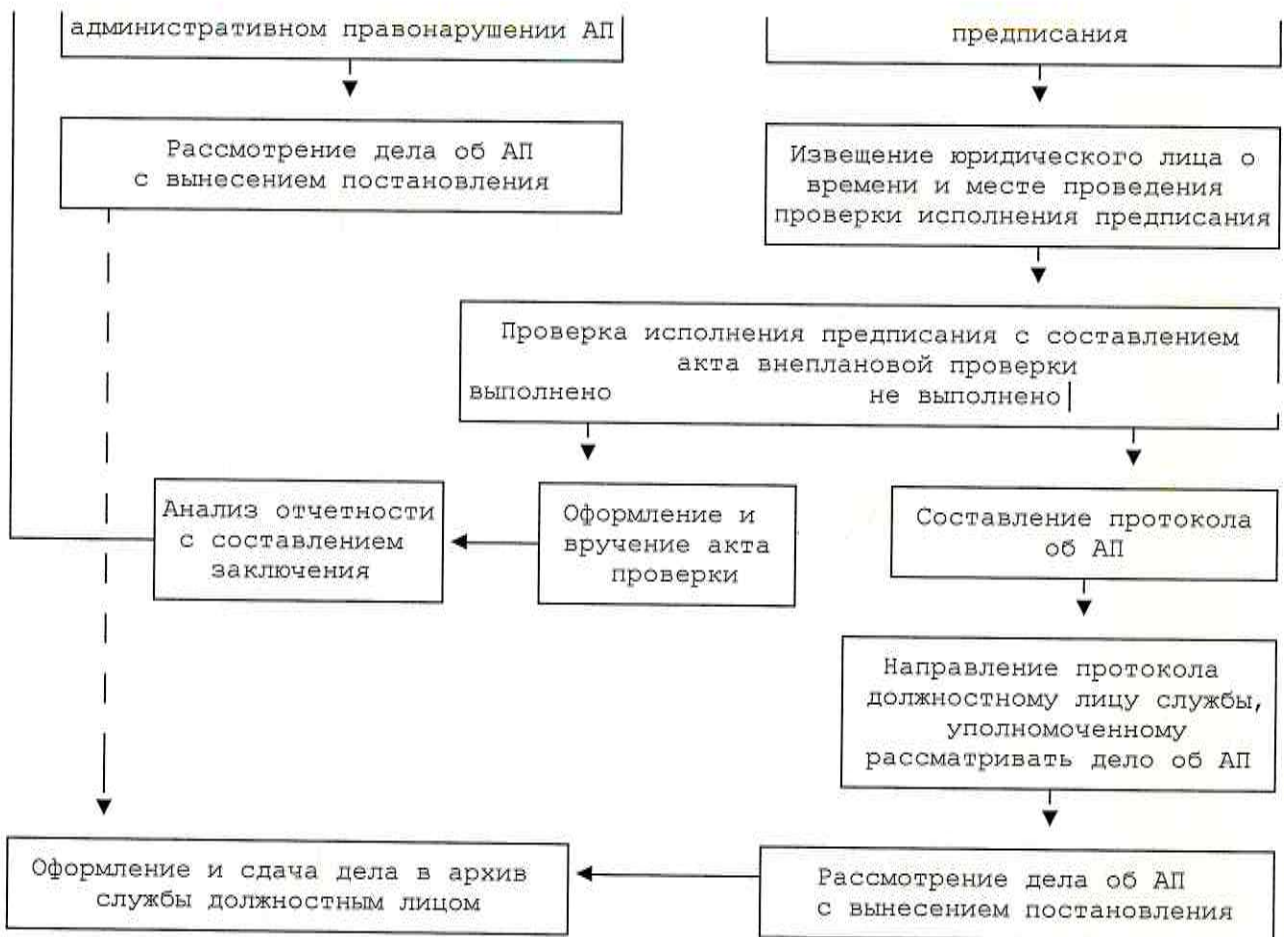 административном правонарушении АП
предписания
Рассмотрение дела об АП
с вынесением постановления
Извещение юридического лица о
времени и месте проведения
проверки исполнения предписания
Проверка исполнения предписания с составлением
акта внеплановой проверки
выполнено не выполнено
Анализ отчетности
с составлением
заключения
Оформление и
вручение акта
проверки
Составление протокола
об АП
Направление протокола
должностному лицу службы,
уполномоченному
рассматривать дело об АП
Оформление и сдача дела в архив
службы должностным лицом
Рассмотрение дела об АП
с вынесением постановления